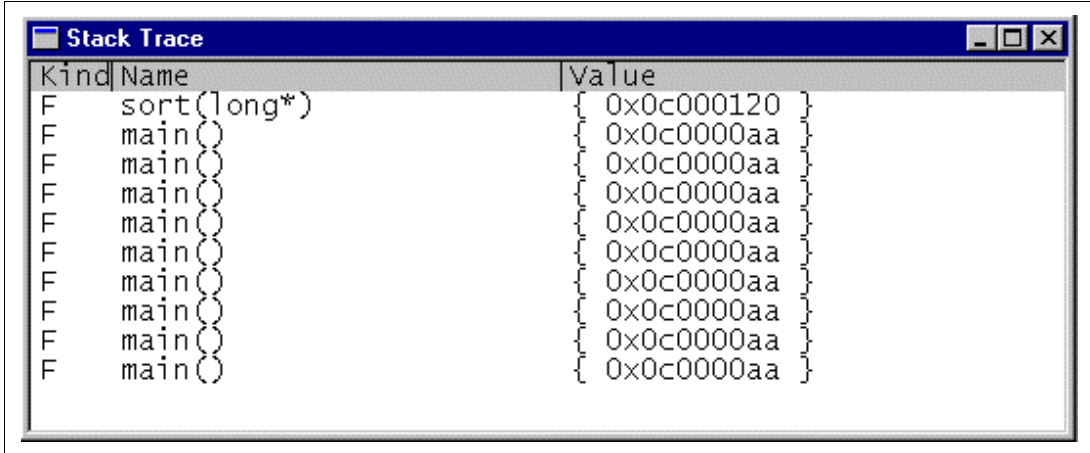 Stack Trace
Kind Name Value
F sort(long*) { 0x0c000120 }
F main() { 0x0c0000aa }
F main() { 0x0c0000aa }
F main() { 0x0c0000aa }
F main() { 0x0c0000aa }
F main() { 0x0c0000aa }
F main() { 0x0c0000aa }
F main() { 0x0c0000aa }
F main() { 0x0c0000aa }
F main() { 0x0c0000aa }